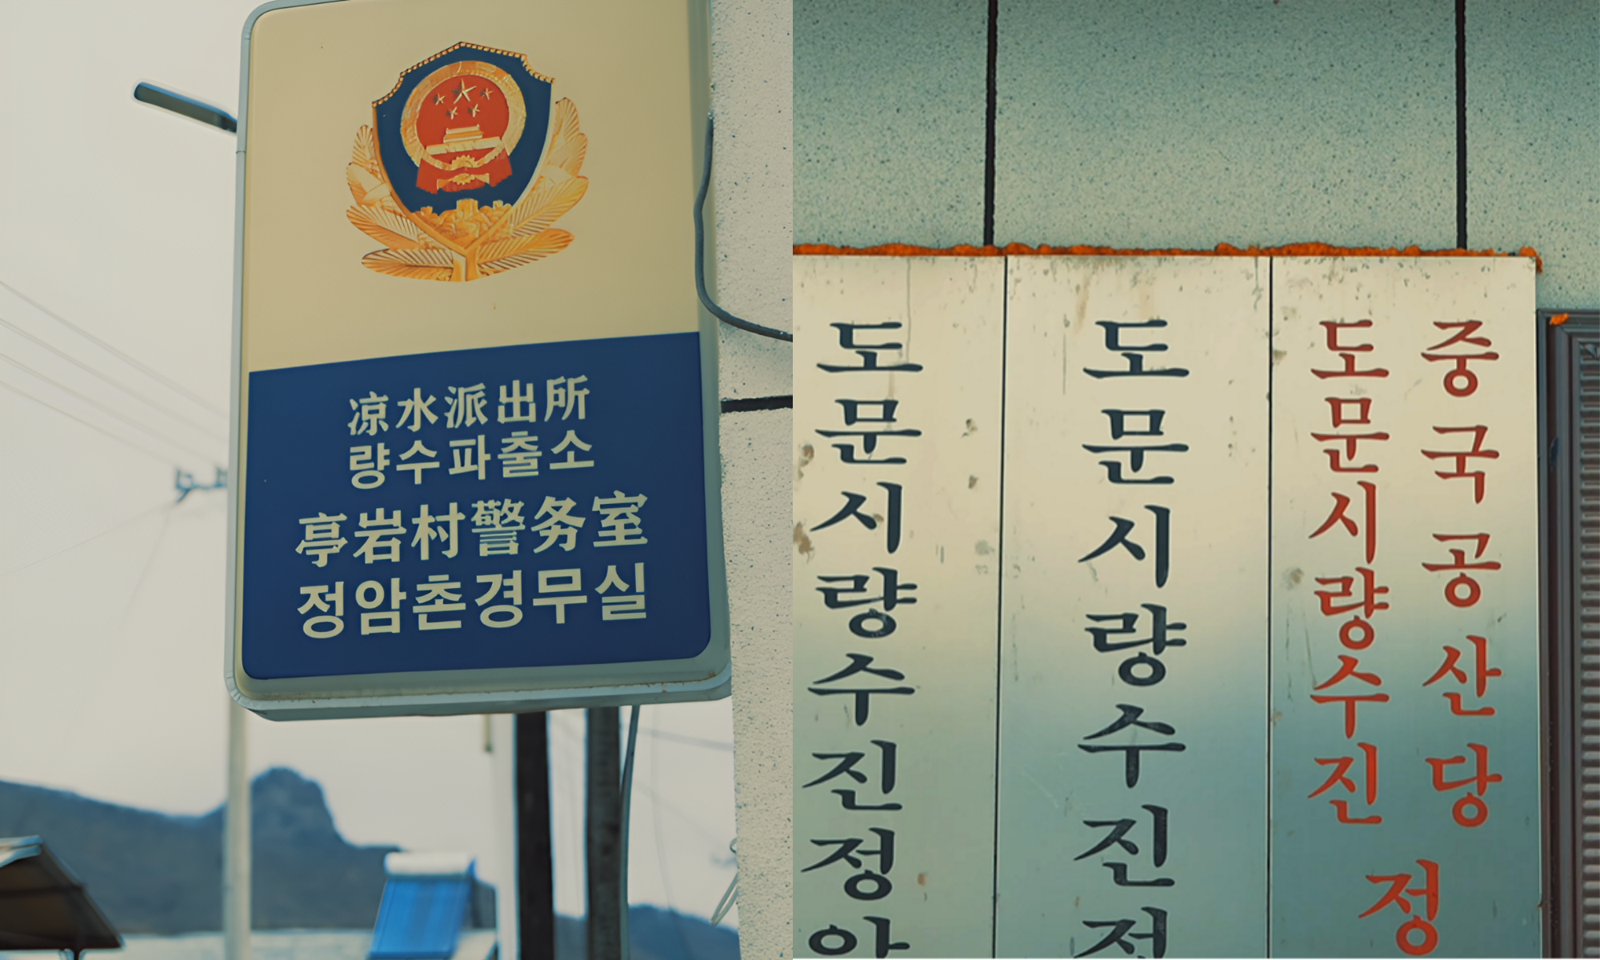 凉水派出所
량수파출소
亭岩村警务室
정암촌경무실
도문시량수진정암
도문시량수진정
중국공산당
도문시량수진
정